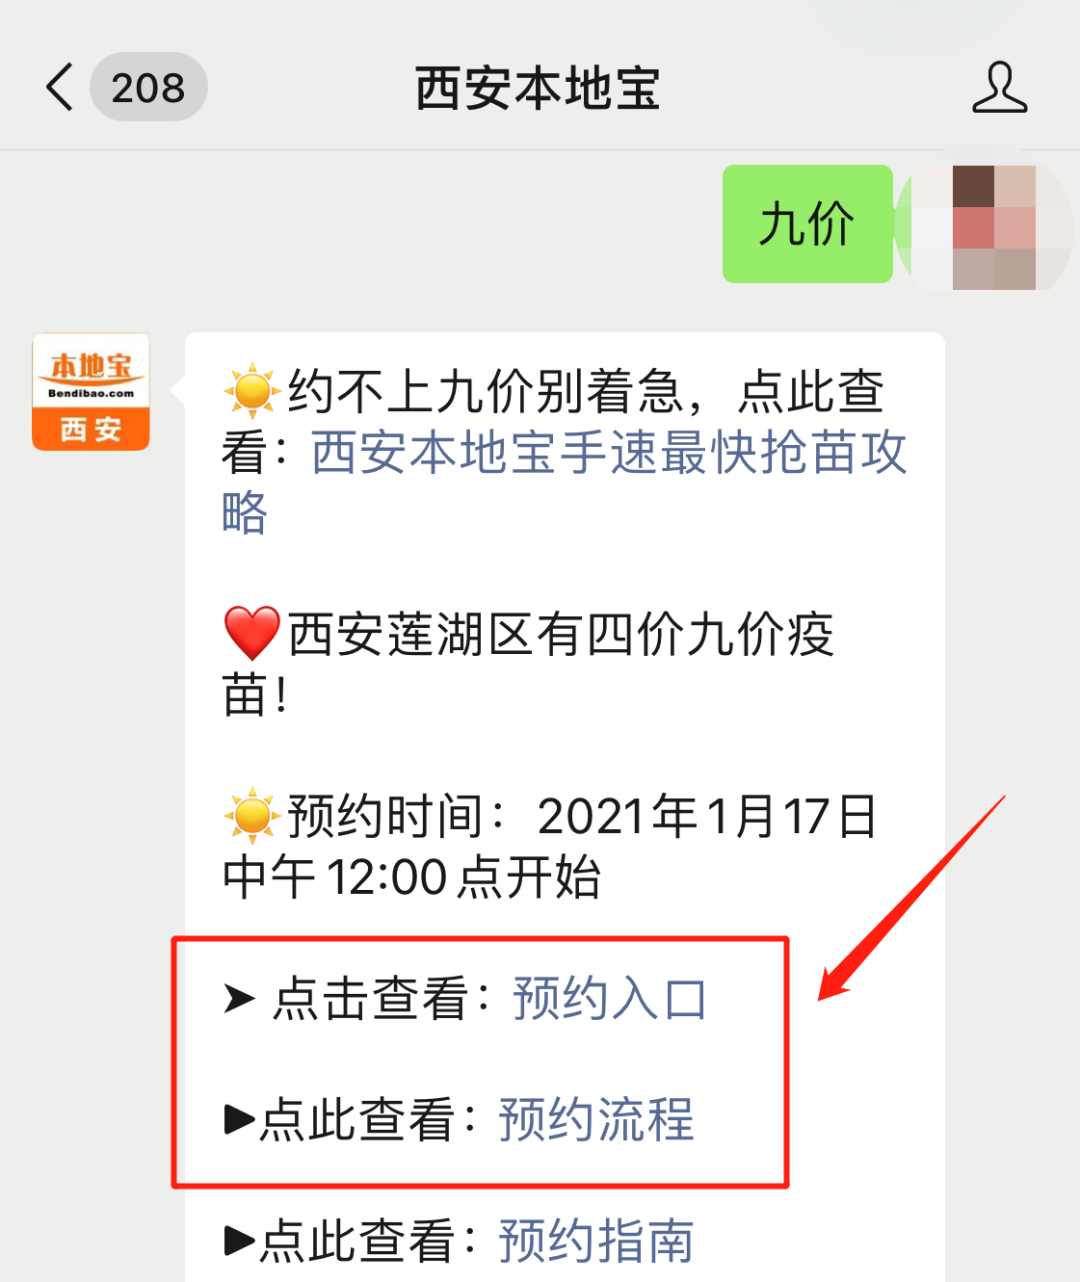 208
西安本地宝
九价
本地宝
Bendibao.com
西安
☀️约不上九价别着急，点此查
看：西安本地宝手速最快抢苗攻
略
❤️西安莲湖区有四价九价疫
苗！
☀️预约时间：2021年1月17日
中午12:00点开始
➤ 点击查看：预约入口
▶点此查看：预约流程
▶点此查看：预约指南